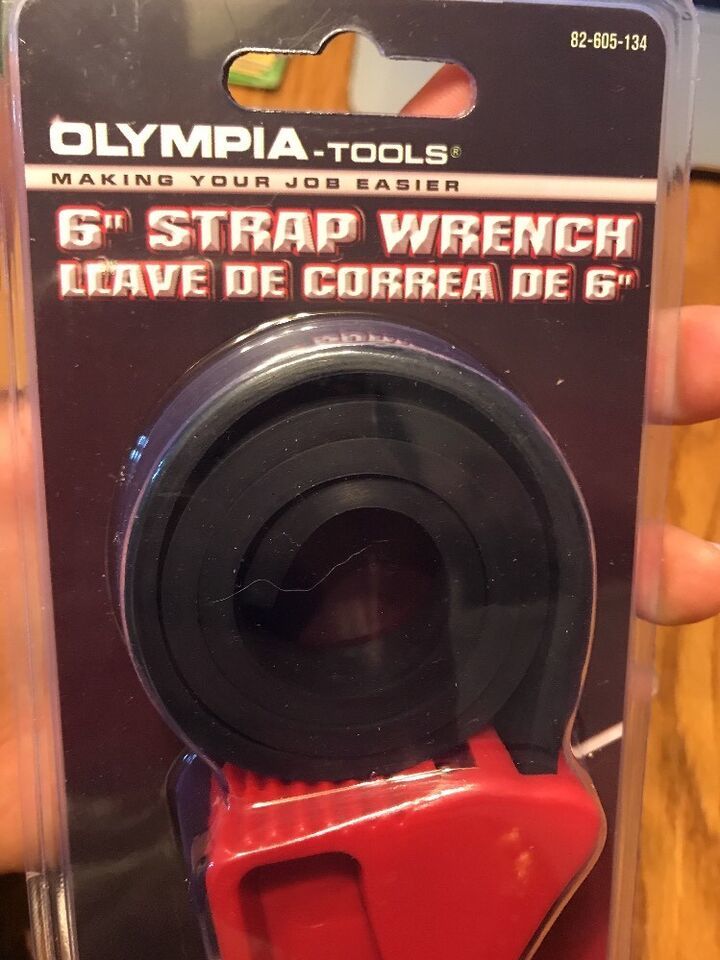 82-605-134
OLYMPIA-TOOLS®
MAKING YOUR JOB EASIER
6" STRAP WRENCH
LLAVE DE CORREA DE 6"